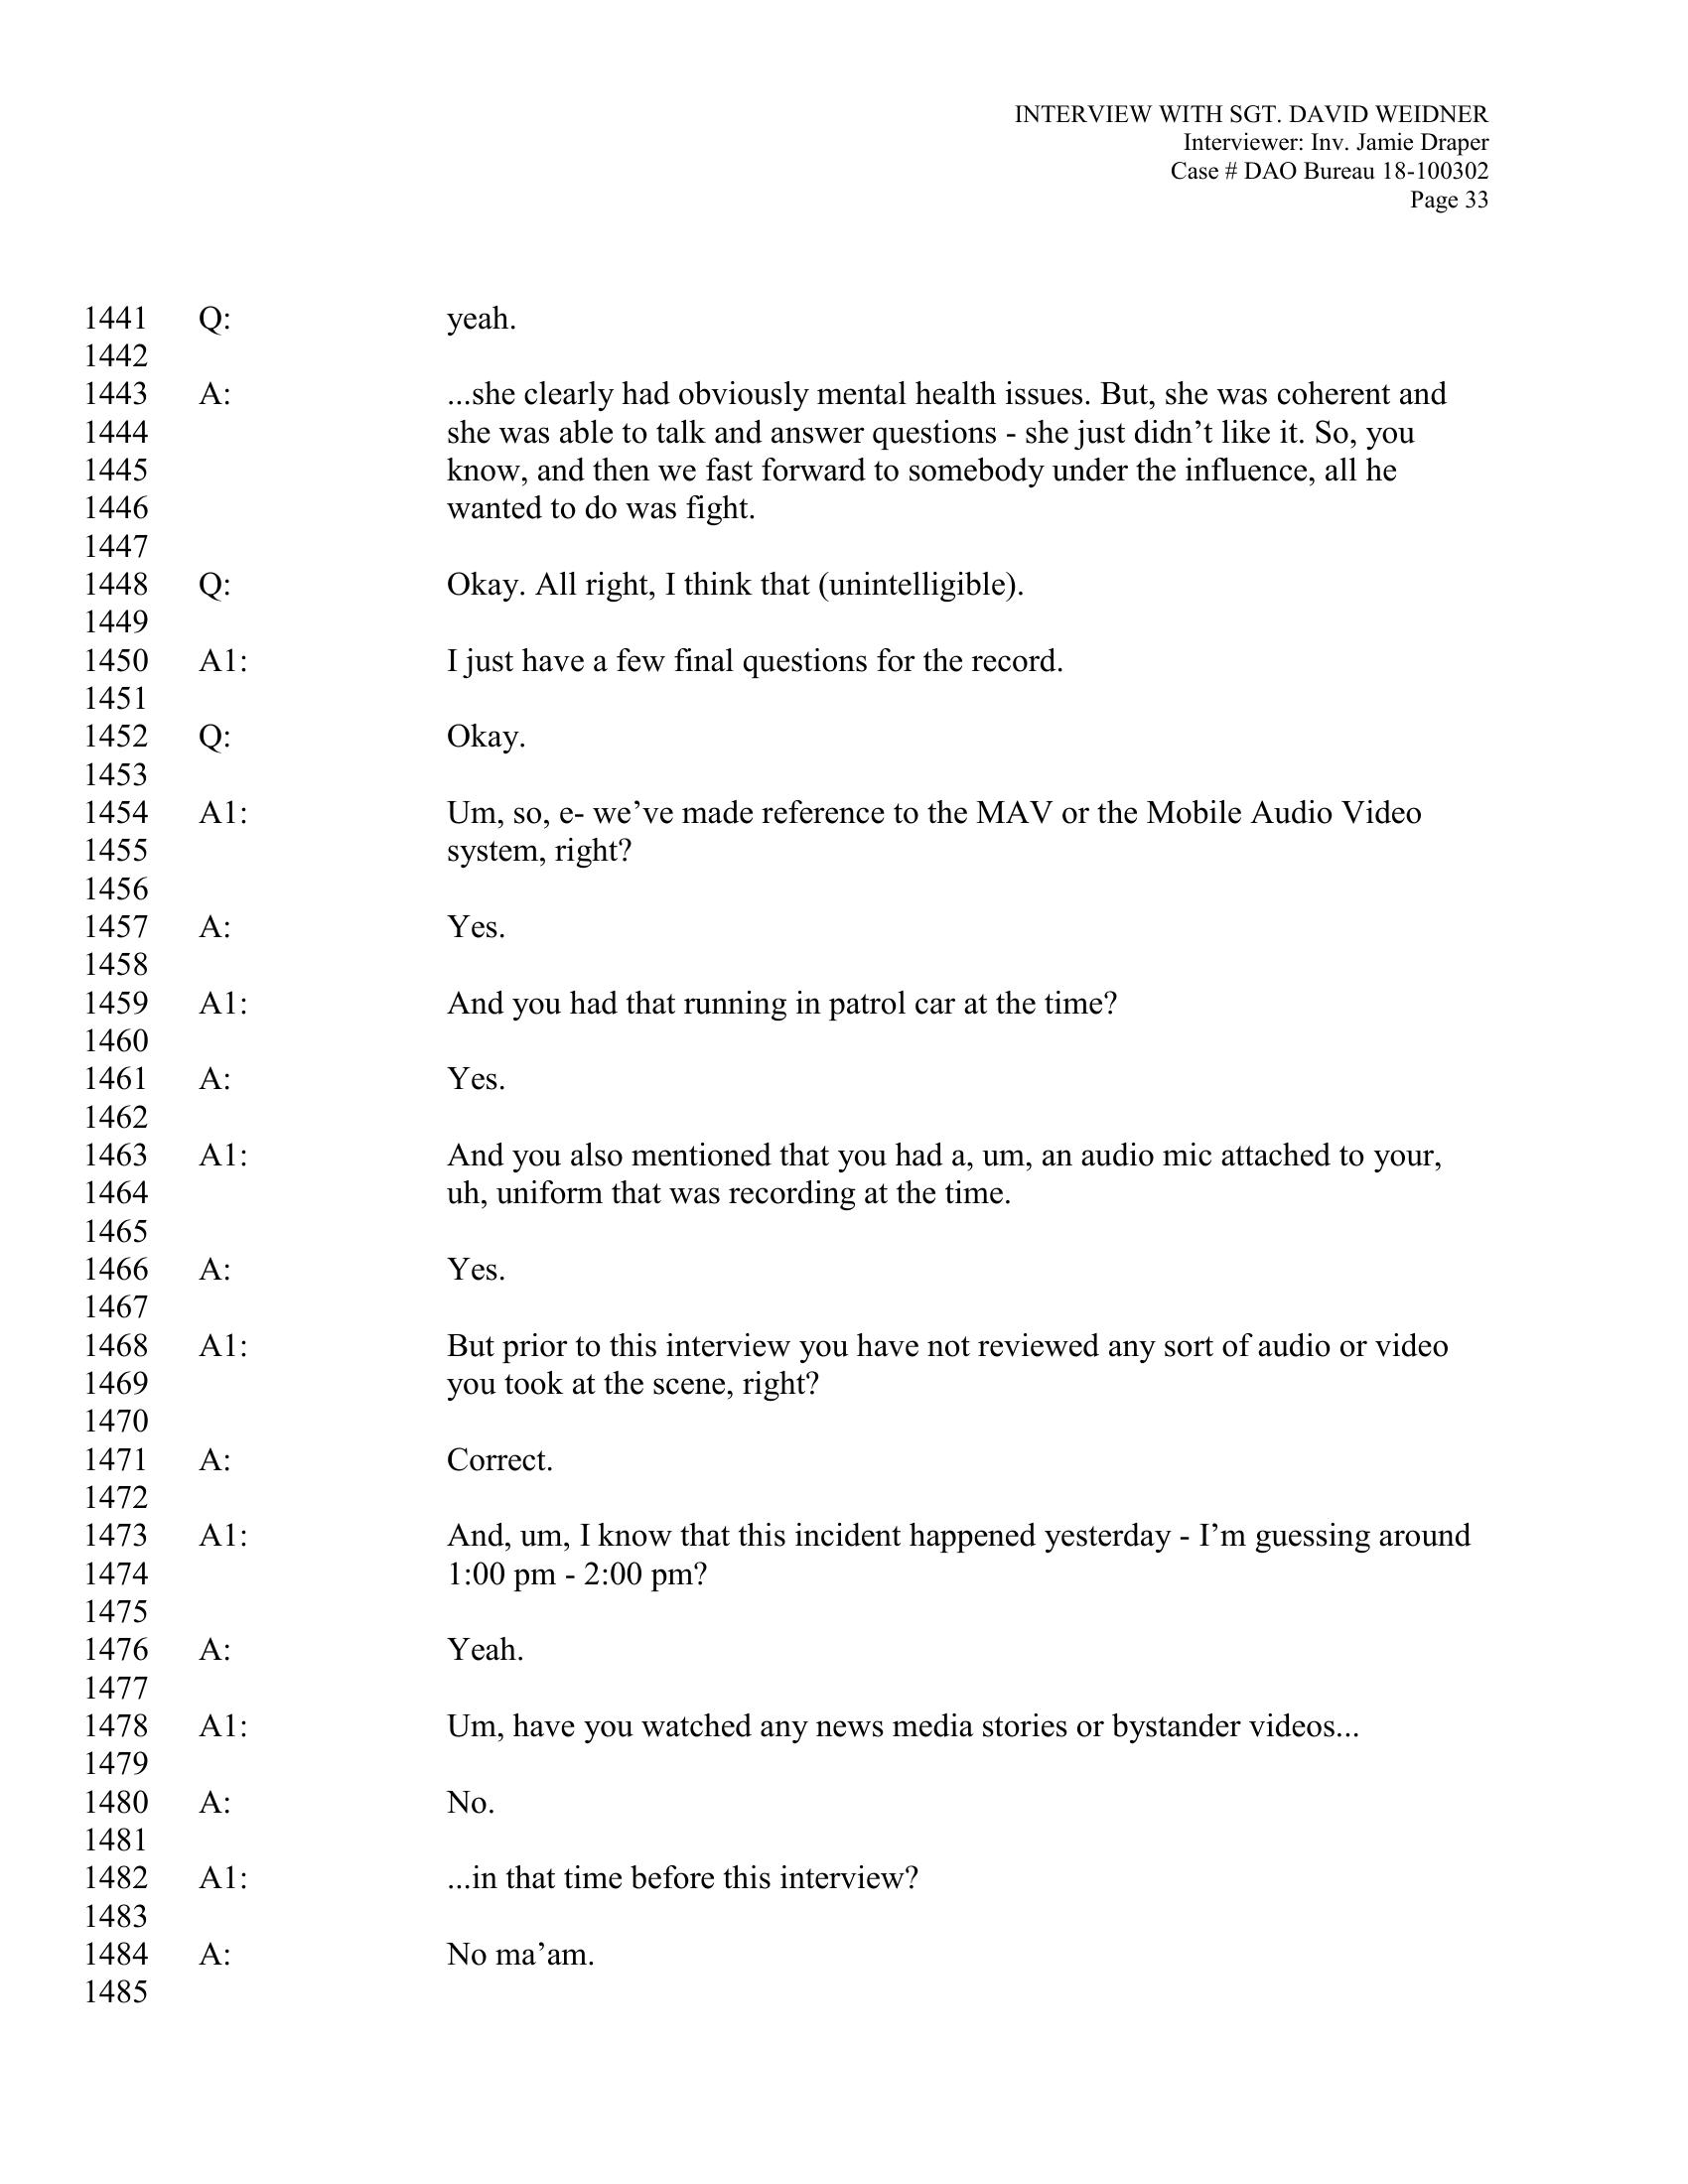 INTERVIEW WITH SGT. DAVID WEIDNER
Interviewer: Inv. Jamie Draper
Case # DAO Bureau 18-100302
Page 33
1441 Q: yeah.
1442
1443 A: ...she clearly had obviously mental health issues. But, she was coherent and
1444 she was able to talk and answer questions - she just didn’t like it. So, you
1445 know, and then we fast forward to somebody under the influence, all he
1446 wanted to do was fight.
1447
1448 Q: Okay. All right, I think that (unintelligible).
1449
1450 A1: I just have a few final questions for the record.
1451
1452 Q: Okay.
1453
1454 A1: Um, so, e- we’ve made reference to the MAV or the Mobile Audio Video
1455 system, right?
1456
1457 A: Yes.
1458
1459 A1: And you had that running in patrol car at the time?
1460
1461 A: Yes.
1462
1463 A1: And you also mentioned that you had a, um, an audio mic attached to your,
1464 uh, uniform that was recording at the time.
1465
1466 A: Yes.
1467
1468 A1: But prior to this interview you have not reviewed any sort of audio or video
1469 you took at the scene, right?
1470
1471 A: Correct.
1472
1473 A1: And, um, I know that this incident happened yesterday - I’m guessing around
1474 1:00 pm - 2:00 pm?
1475
1476 A: Yeah.
1477
1478 A1: Um, have you watched any news media stories or bystander videos...
1479
1480 A: No.
1481
1482 A1: ...in that time before this interview?
1483
1484 A: No ma’am.
1485